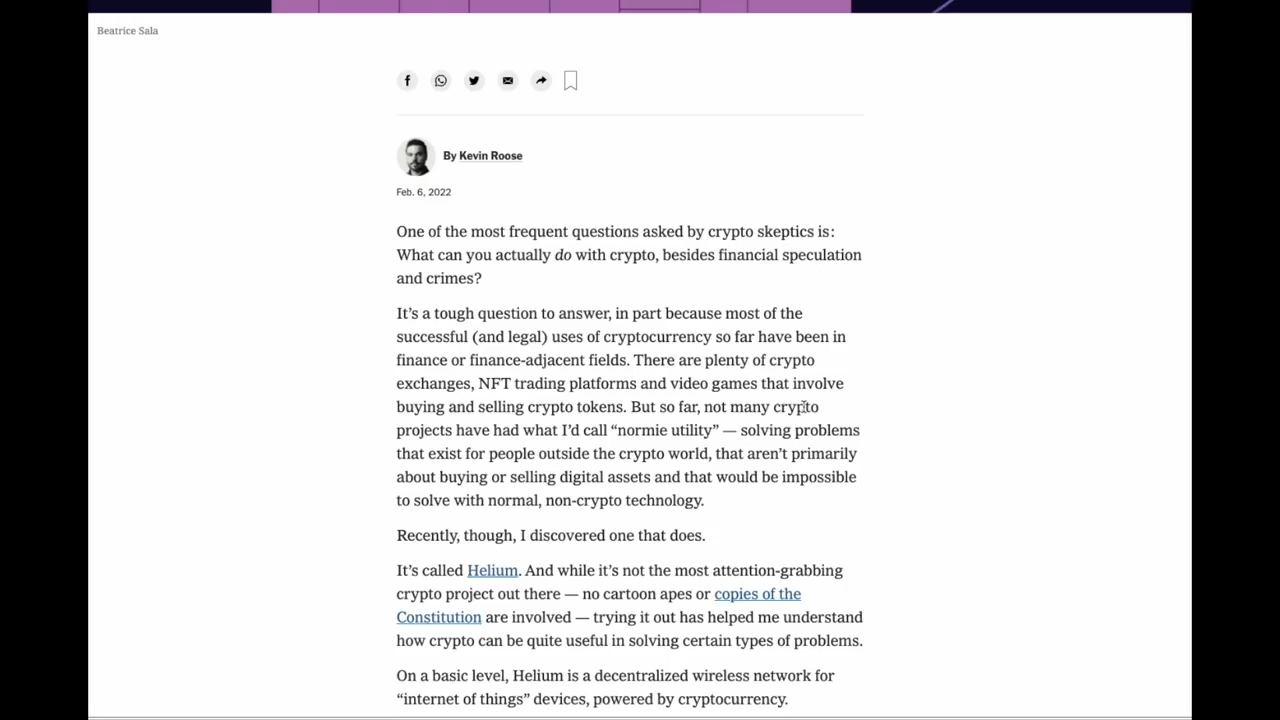 Beatrice Sala
By Kevin Roose
Feb. 6, 2022
One of the most frequent questions asked by crypto skeptics is:
What can you actually do with crypto, besides financial speculation
and crimes?
It’s a tough question to answer, in part because most of the
successful (and legal) uses of cryptocurrency so far have been in
finance or finance-adjacent fields. There are plenty of crypto
exchanges, NFT trading platforms and video games that involve
buying and selling crypto tokens. But so far, not many crypto
projects have had what I’d call “normie utility” — solving problems
that exist for people outside the crypto world, that aren’t primarily
about buying or selling digital assets and that would be impossible
to solve with normal, non-crypto technology.
Recently, though, I discovered one that does.
It’s called Helium. And while it’s not the most attention-grabbing
crypto project out there — no cartoon apes or copies of the
Constitution are involved — trying it out has helped me understand
how crypto can be quite useful in solving certain types of problems.
On a basic level, Helium is a decentralized wireless network for
“internet of things” devices, powered by cryptocurrency.